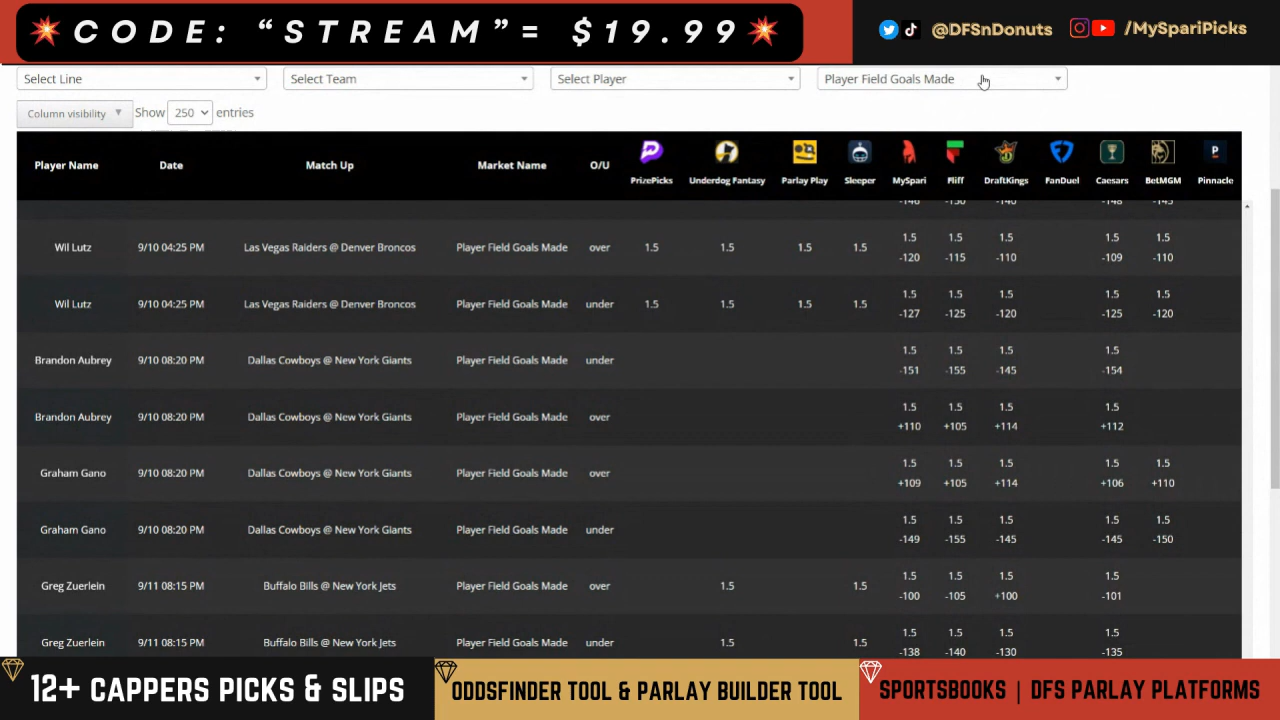 CODE: “STREAM”= $19.99
@DFSnDonuts
/MySpariPicks
Select Line
Select Team
Select Player
Player Field Goals Made
Column visibility
Show 250 entries
Player Name Date Match Up Market Name O/U PrizePicks Underdog Fantasy Parlay Play Sleeper MySpari Fliff DraftKings FanDuel Caesars BetMGM Pinnacle
-146 -150 -140 -148 -145
1.5 1.5 1.5 1.5 1.5
Wil Lutz 9/10 04:25 PM Las Vegas Raiders @ Denver Broncos Player Field Goals Made over 1.5 1.5 1.5 1.5
-120 -115 -110 -109 -110
1.5 1.5 1.5 1.5 1.5
Wil Lutz 9/10 04:25 PM Las Vegas Raiders @ Denver Broncos Player Field Goals Made under 1.5 1.5 1.5 1.5
-127 -125 -120 -125 -120
1.5 1.5 1.5 1.5
Brandon Aubrey 9/10 08:20 PM Dallas Cowboys @ New York Giants Player Field Goals Made under
-151 -155 -145 -154
1.5 1.5 1.5 1.5
Brandon Aubrey 9/10 08:20 PM Dallas Cowboys @ New York Giants Player Field Goals Made over
+110 +105 +114 +112
1.5 1.5 1.5 1.5 1.5
Graham Gano 9/10 08:20 PM Dallas Cowboys @ New York Giants Player Field Goals Made over
+109 +105 +114 +106 +110
1.5 1.5 1.5 1.5 1.5
Graham Gano 9/10 08:20 PM Dallas Cowboys @ New York Giants Player Field Goals Made under
-149 -155 -145 -145 -150
1.5 1.5 1.5 1.5
Greg Zuerlein 9/11 08:15 PM Buffalo Bills @ New York Jets Player Field Goals Made over 1.5 1.5
-100 -105 +100 -101
1.5 1.5 1.5 1.5
Greg Zuerlein 9/11 08:15 PM Buffalo Bills @ New York Jets Player Field Goals Made under 1.5 1.5
-138 -140 -130 -135
12+ CAPPERS PICKS & SLIPS
ODDSFINDER TOOL & PARLAY BUILDER TOOL
SPORTSBOOKS | DFS PARLAY PLATFORMS